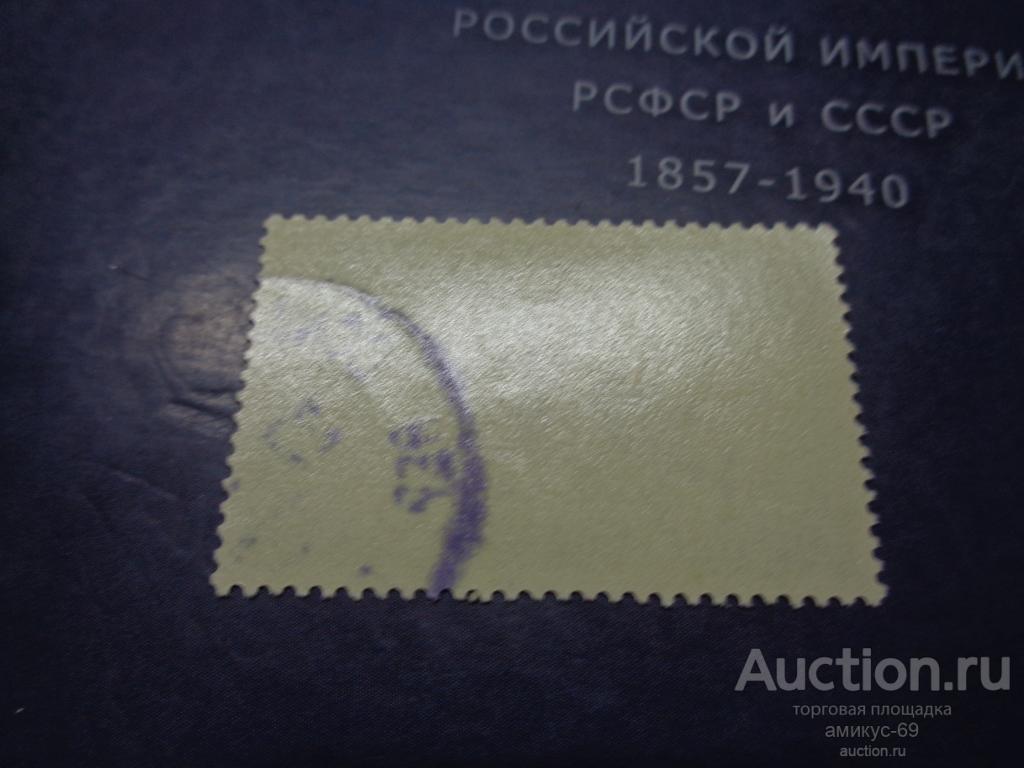 РОССИЙСКОЙ ИМПЕРИ
РСФСР и СССР
1857-1940
Auction.ru
торговая площадка
амикус-69
auction.ru